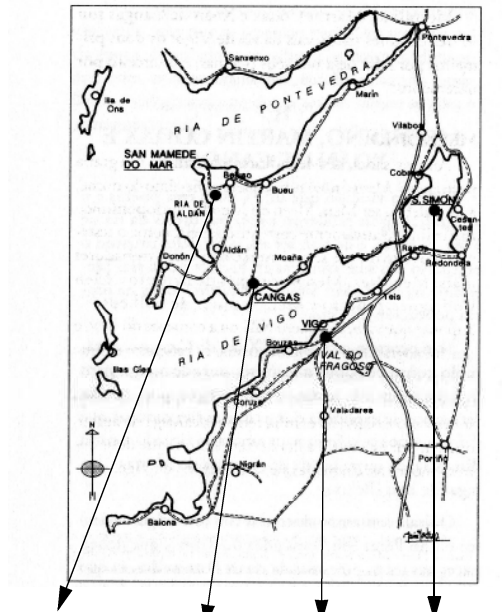 Pontevedra
Sanxenxo
RIA DE PONTEVEDRA
Illa de
Ons
Marín
Vilaboa
SAN MAMEDE
DO MAR
Beluso
Bueu
Cobres
RIA DE
ALDÁN
S. SIMÓN
Cesan-
tes
Aldán
Donón
Moaña
Rande
Redondela
CANGAS
Teis
RIA DE VIGO
VIGO
Bouzas
VAL DO
FRAGOSO
Illas Cíes
Coruxo
Valadares
N
Nigrán
Porriño
Baiona